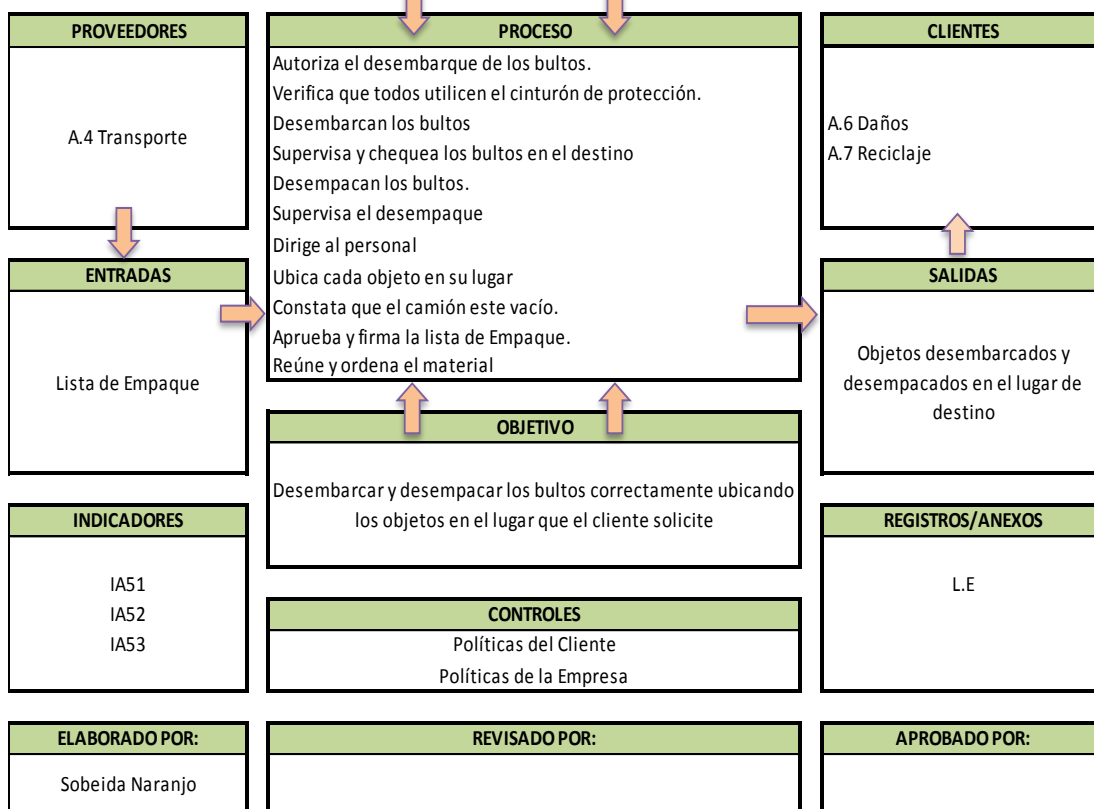 PROVEEDORES
A.4 Transporte
PROCESO
Autoriza el desembarque de los bultos.
Verifica que todos utilicen el cinturón de protección.
Desembarcan los bultos
Supervisa y chequea los bultos en el destino
Desempacan los bultos.
Supervisa el desempaque
Dirige al personal
Ubica cada objeto en su lugar
Constata que el camión este vacío.
Aprueba y firma la lista de Empaque.
Reúne y ordena el material
CLIENTES
A.6 Daños
A.7 Reciclaje
ENTRADAS
Lista de Empaque
SALIDAS
Objetos desembarcados y
desempacados en el lugar de
destino
OBJETIVO
Desembarcar y desempacar los bultos correctamente ubicando
los objetos en el lugar que el cliente solicite
INDICADORES
IA51
IA52
IA53
CONTROLES
Políticas del Cliente
Políticas de la Empresa
REGISTROS/ANEXOS
L.E
ELABORADO POR:
Sobeida Naranjo
REVISADO POR:
APROBADO POR: